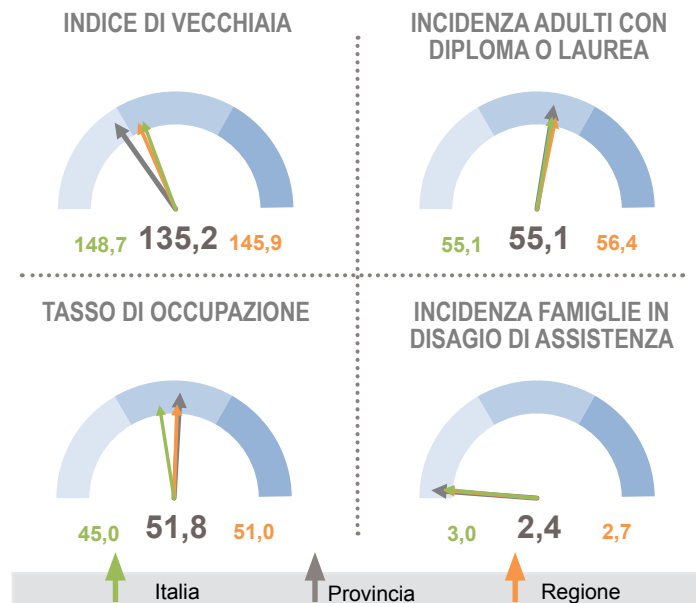 INDICE DI VECCHIAIA
148,7 135,2 145,9
INCIDENZA ADULTI CON
DIPLOMA O LAUREA
55,1 55,1 56,4
TASSO DI OCCUPAZIONE
45,0 51,8 51,0
INCIDENZA FAMIGLIE IN
DISAGIO DI ASSISTENZA
3,0 2,4 2,7
Italia Provincia Regione